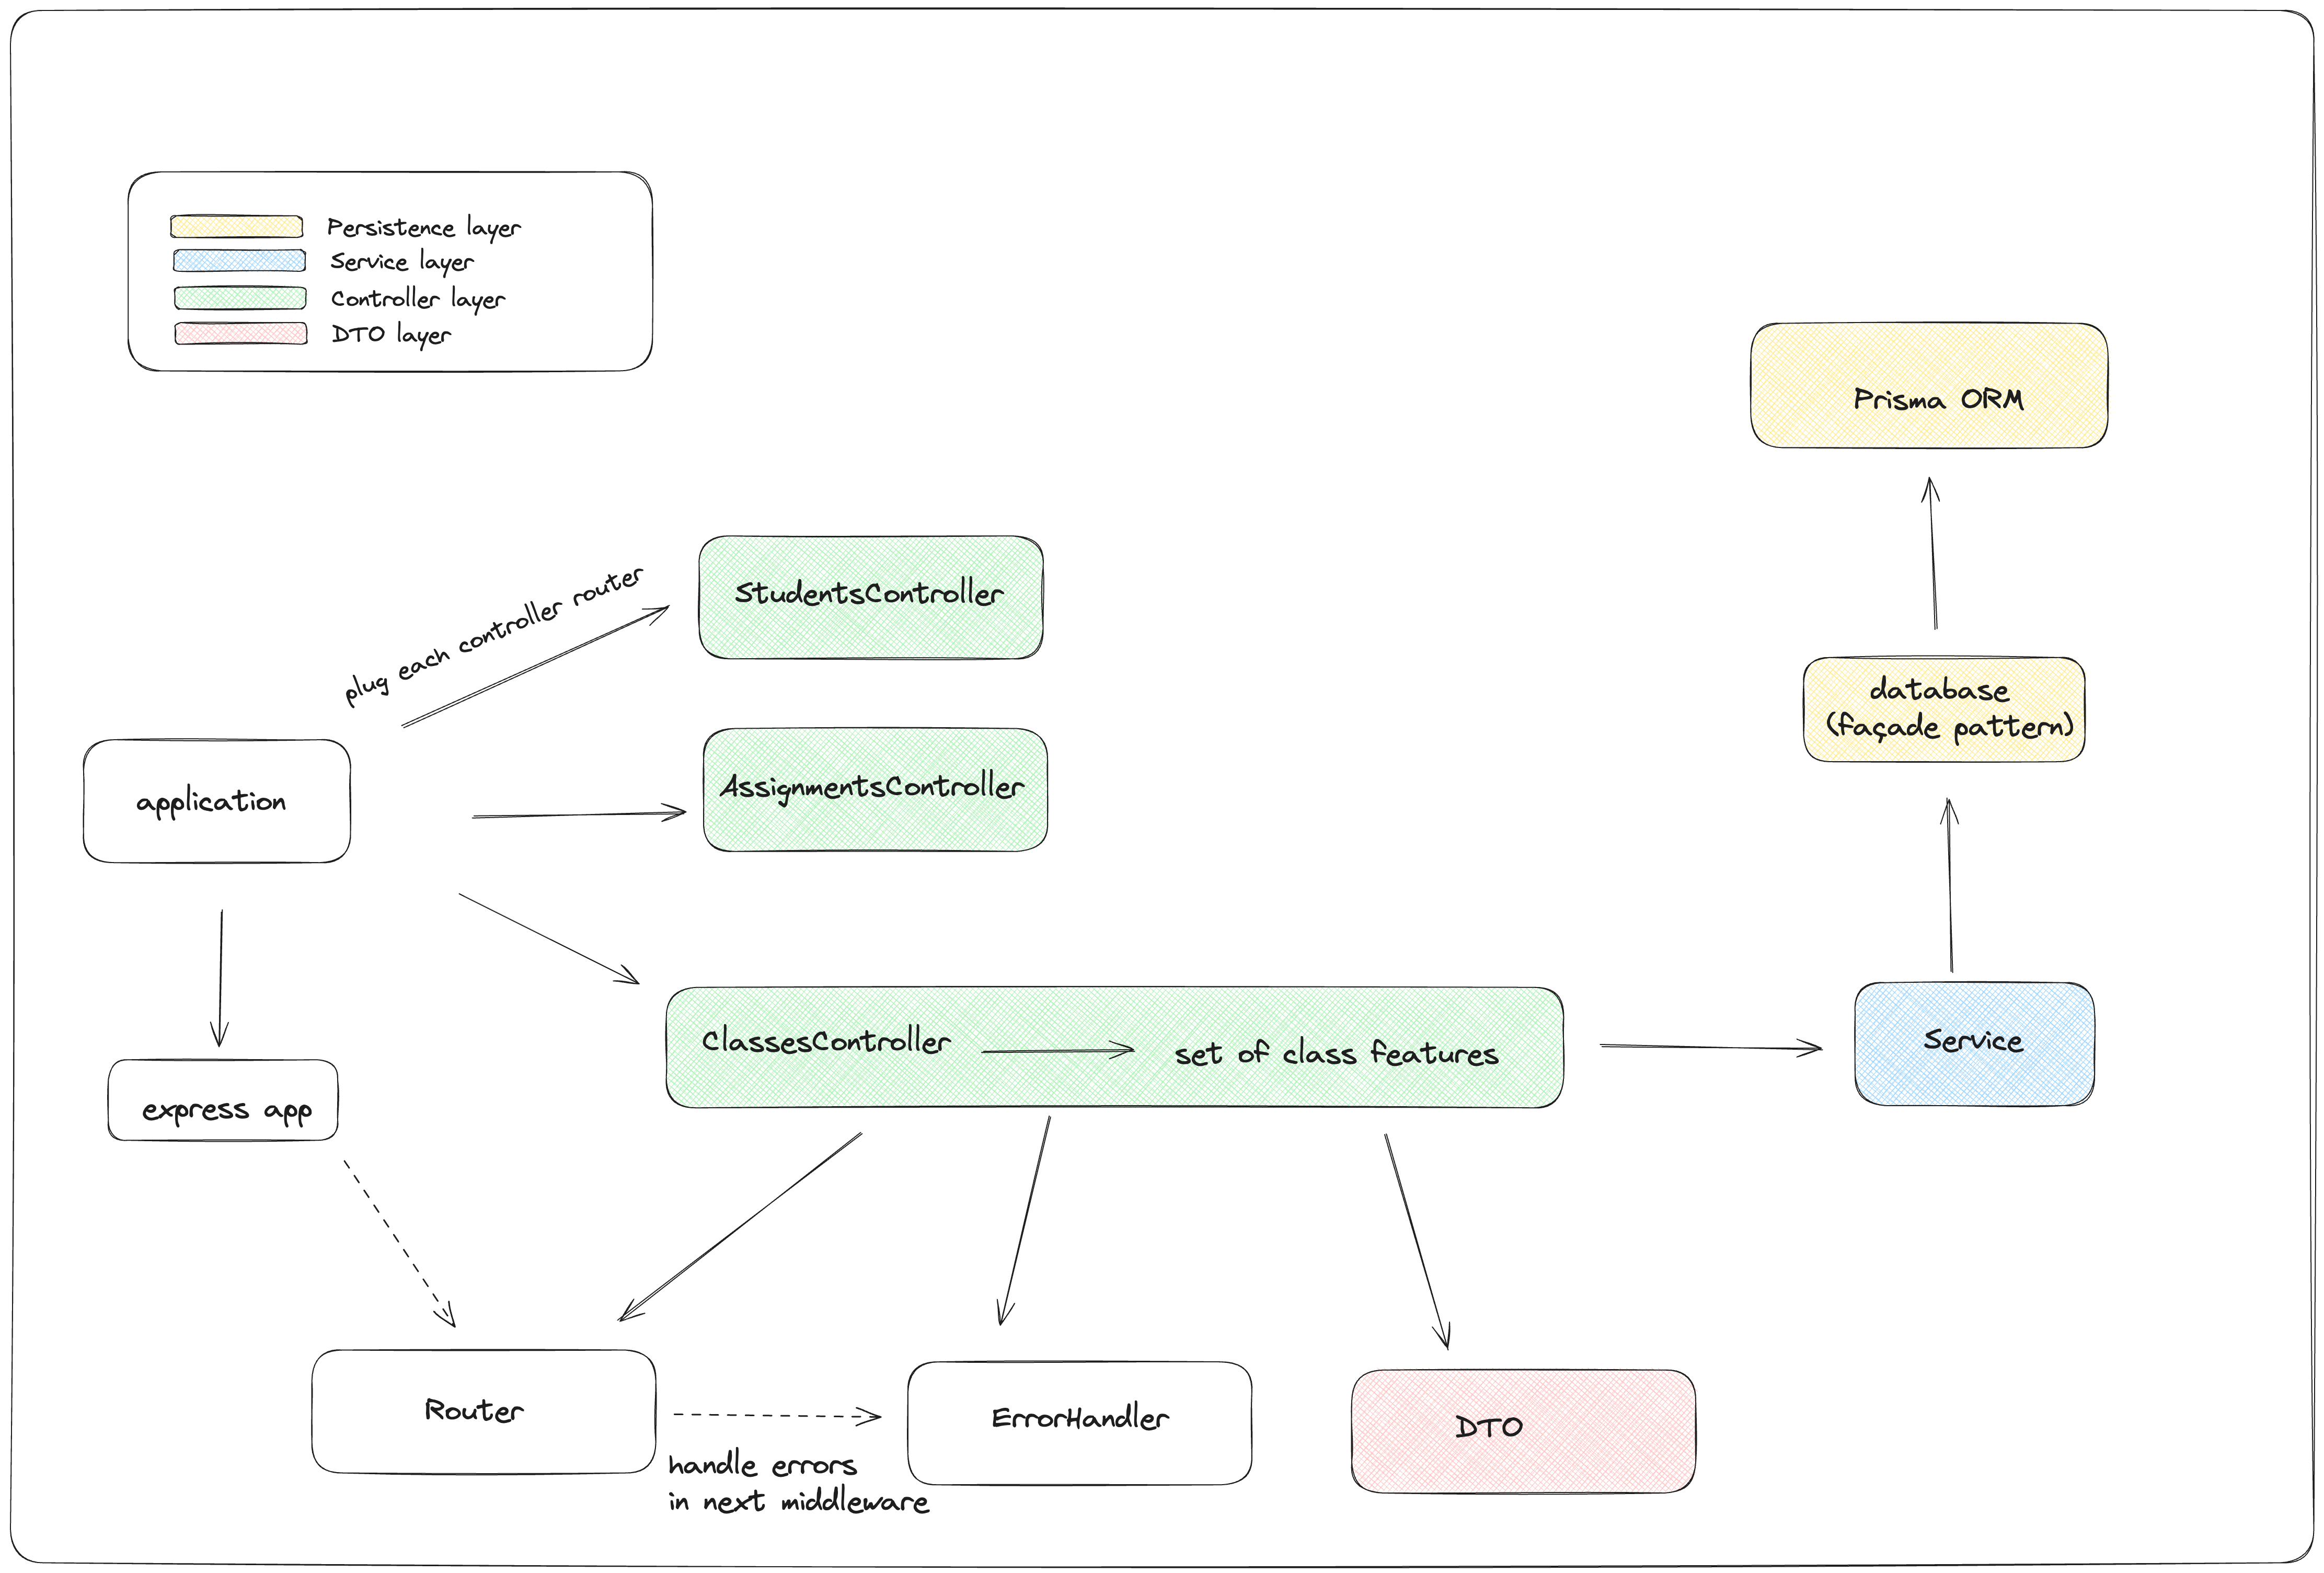 Persistence layer
Service layer
Controller layer
DTO layer
Prisma ORM
plug each controller router
StudentsController
database
(façade pattern)
application
AssignmentsController
ClassesController
set of class features
Service
express app
Router
ErrorHandler
DTO
handle errors
in next middleware